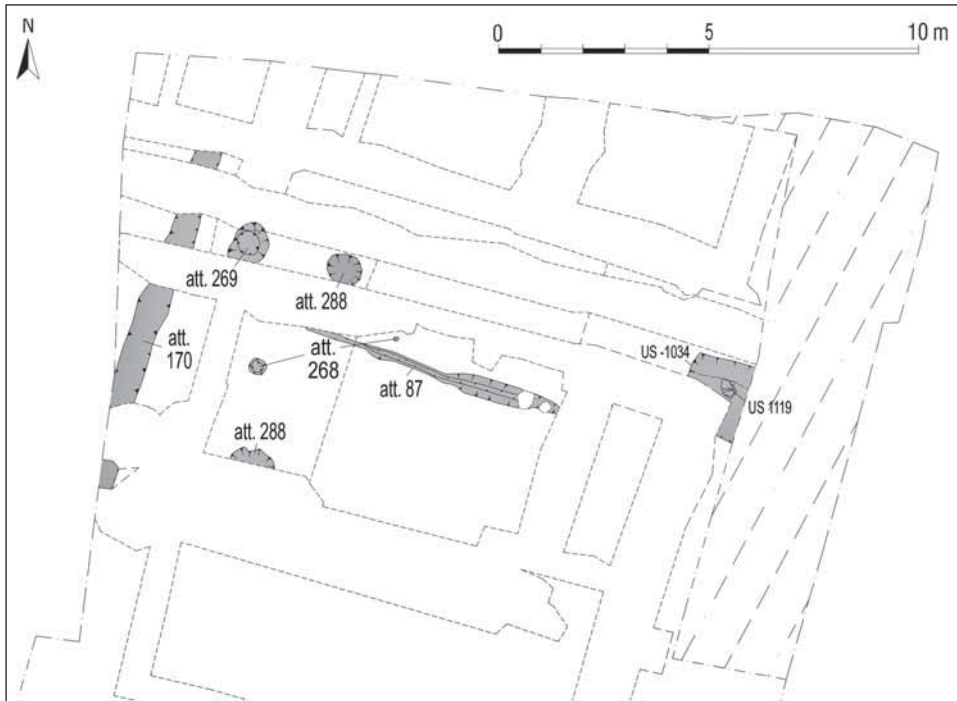 N
0 5 10 m
att. 269
att. 288
att.
170
att.
268
att. 87
US -1034
US 1119
att. 288